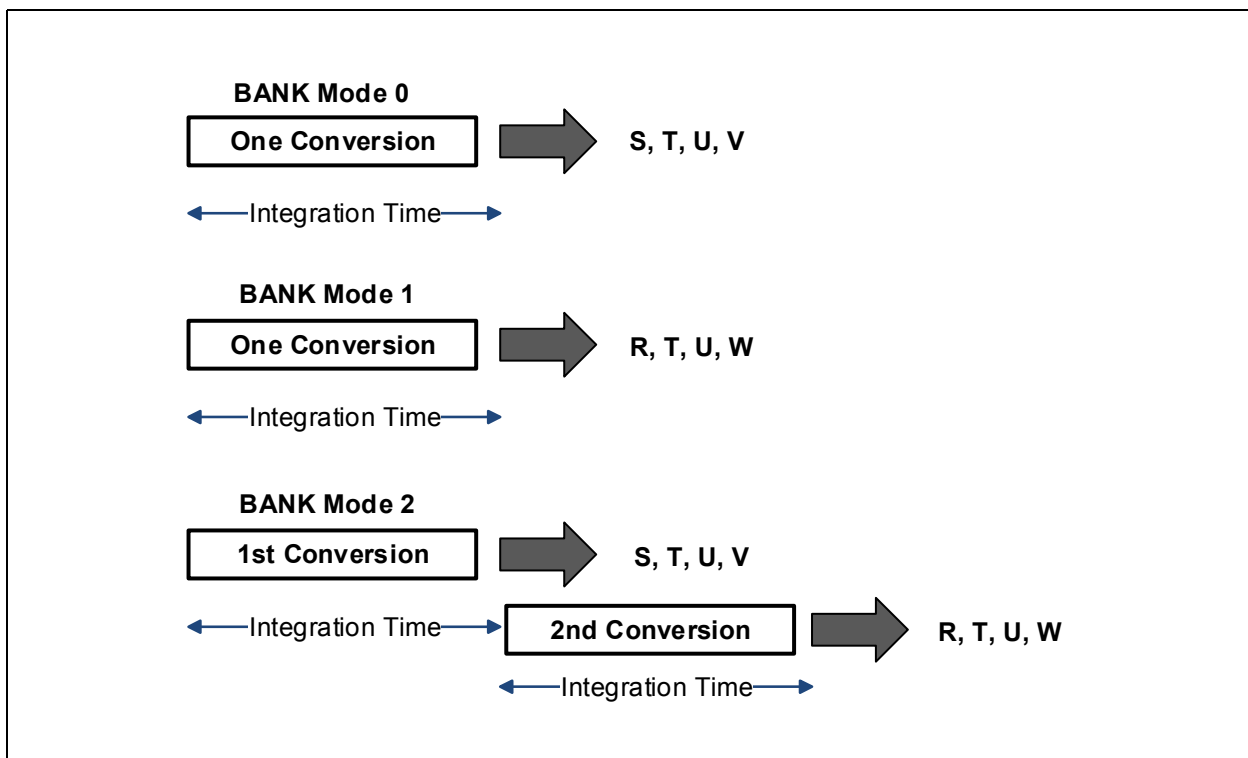 BANK Mode 0
One Conversion
S, T, U, V
Integration Time
BANK Mode 1
One Conversion
R, T, U, W
Integration Time
BANK Mode 2
1st Conversion
S, T, U, V
Integration Time
2nd Conversion
R, T, U, W
Integration Time